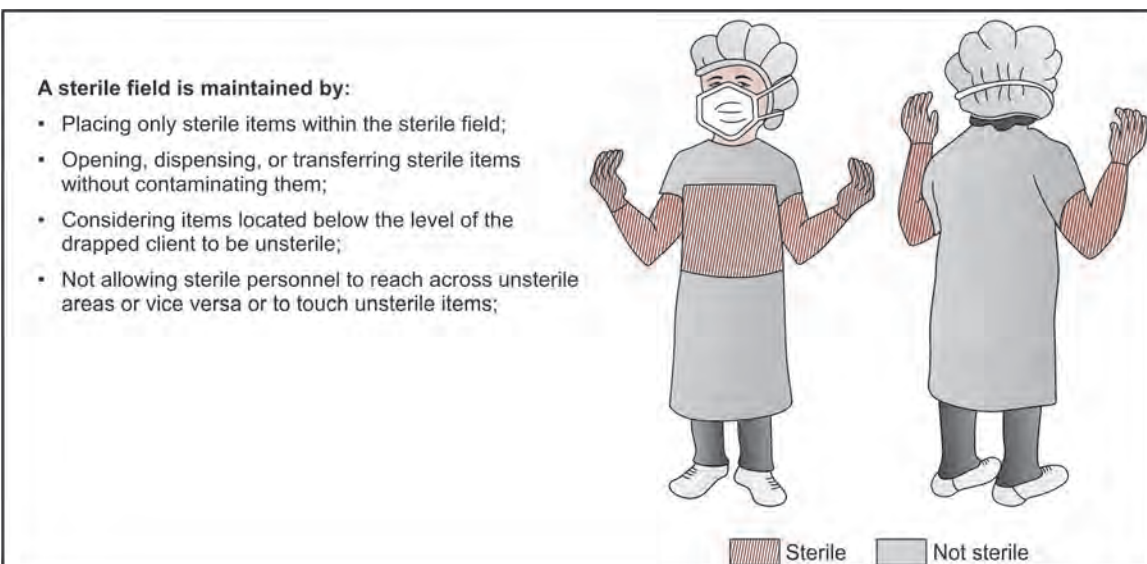 A sterile field is maintained by:
• Placing only sterile items within the sterile field;
• Opening, dispensing, or transferring sterile items
without contaminating them;
• Considering items located below the level of the
drapped client to be unsterile;
• Not allowing sterile personnel to reach across unsterile
areas or vice versa or to touch unsterile items;
Sterile
Not sterile